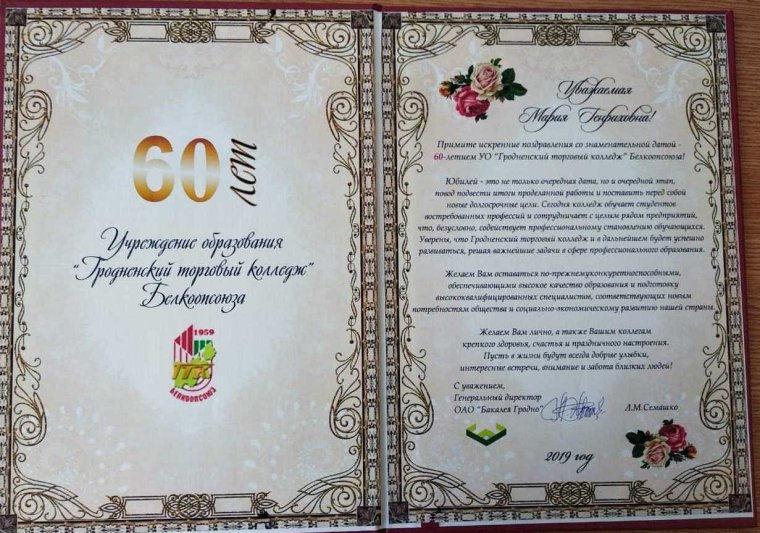 60 лет
Учреждение образования
"Гродненский торговый колледж"
Белкоопсоюза
1959
ГТК
БЕЛКООПСОЮЗ
Уважаемая
Мария Генриховна!
Примите искренние поздравления со знаменательной датой -
60-летием УО "Гродненский торговый колледж" Белкоопсоюза!
Юбилей - это не только очередная дата, но и очередной этап,
повод подвести итоги проделанной работы и поставить перед собой
новые долгосрочные цели. Сегодня колледж обучает студентов
востребованных профессий и сотрудничает с целым рядом предприятий,
что, безусловно, содействует профессиональному становлению обучающихся.
Уверены, что Гродненский торговый колледж и в дальнейшем будет успешно
развиваться, решая важнейшие задачи в сфере профессионального образования.
Желаем Вам оставаться по-прежнемуконкурентноспособными,
обеспечивающими высокое качество образования и подготовку
высококвалифицированных специалистов, соответствующих новым
потребностям общества и социально-экономическому развитию нашей страны.
Желаем Вам лично, а также Вашим коллегам
крепкого здоровья, счастья и праздничного настроения.
Пусть в жизни будут всегда добрые улыбки,
интересные встречи, внимание и забота близких людей!
С уважением,
Генеральный директор
ОАО "Бакалея Гродно" Л.М.Семашко
2019 год